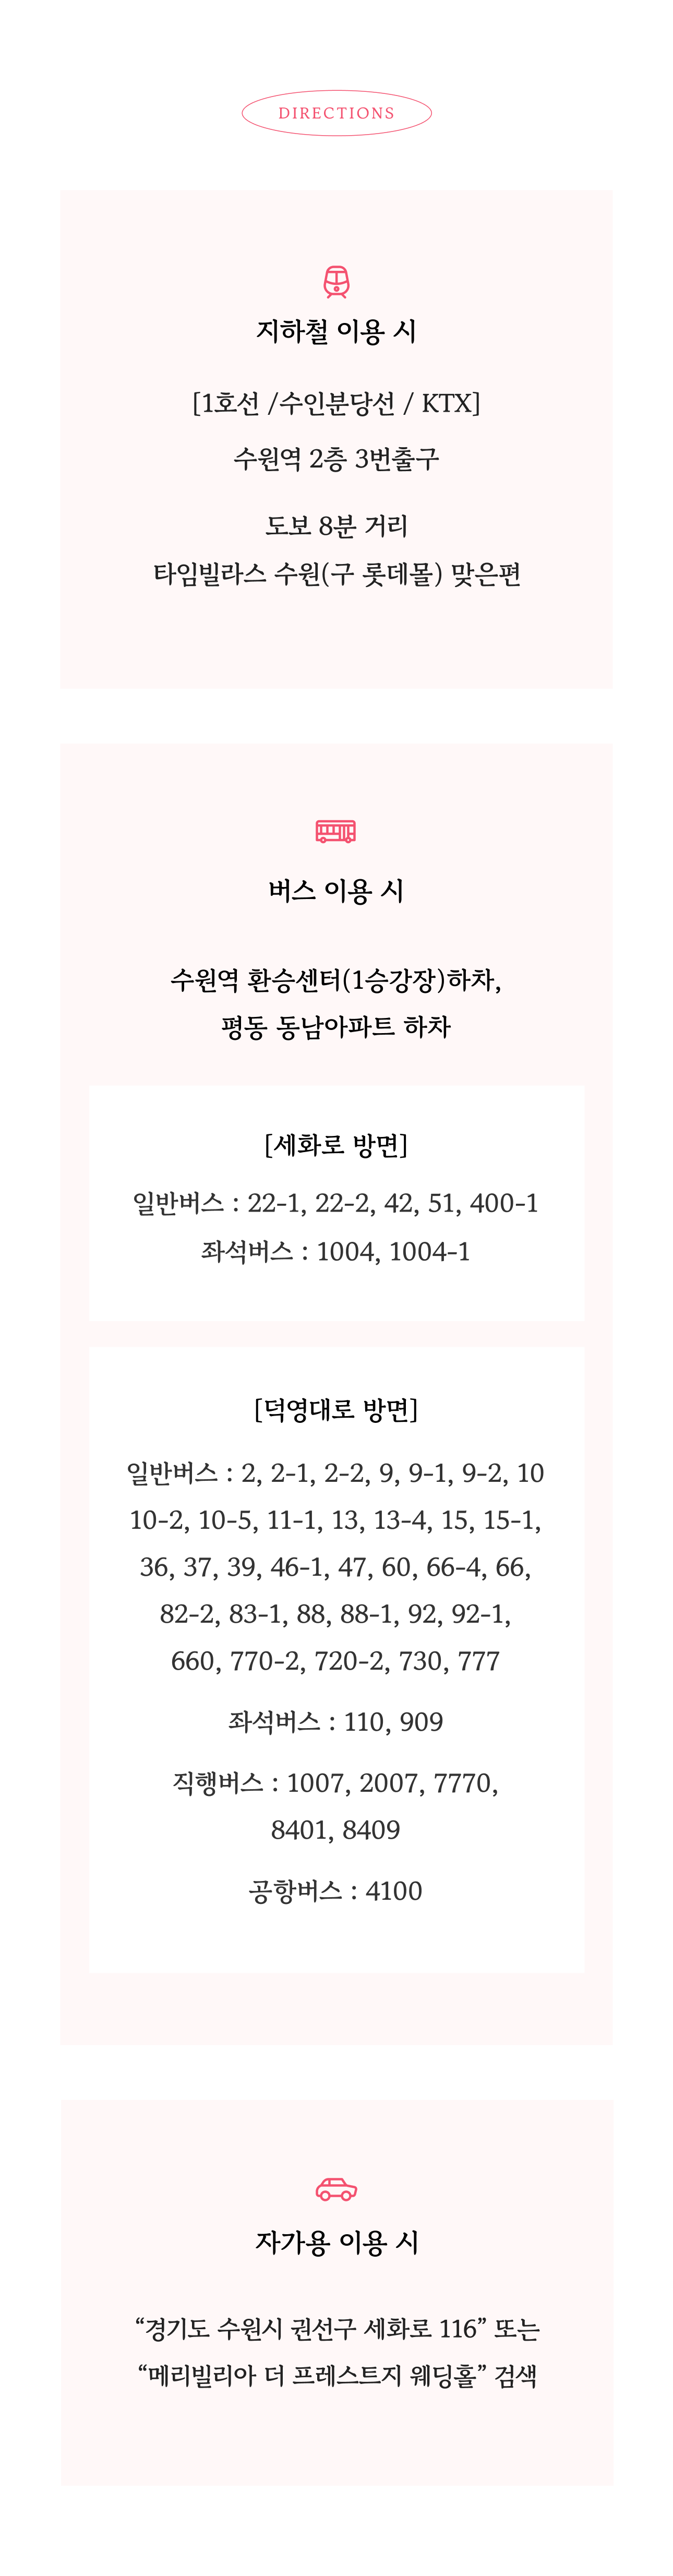 DIRECTIONS
지하철 이용 시
[1호선 /수인분당선 / KTX]
수원역 2층 3번출구
도보 8분 거리
타임빌라스 수원(구 롯데몰) 맞은편
버스 이용 시
수원역 환승센터(1승강장)하차,
평동 동남아파트 하차
[세화로 방면]
일반버스 : 22-1, 22-2, 42, 51, 400-1
좌석버스 : 1004, 1004-1
[덕영대로 방면]
일반버스 : 2, 2-1, 2-2, 9, 9-1, 9-2, 10
10-2, 10-5, 11-1, 13, 13-4, 15, 15-1,
36, 37, 39, 46-1, 47, 60, 66-4, 66,
82-2, 83-1, 88, 88-1, 92, 92-1,
660, 770-2, 720-2, 730, 777
좌석버스 : 110, 909
직행버스 : 1007, 2007, 7770,
8401, 8409
공항버스 : 4100
자가용 이용 시
“경기도 수원시 권선구 세화로 116” 또는
“메리빌리아 더 프레스트지 웨딩홀” 검색